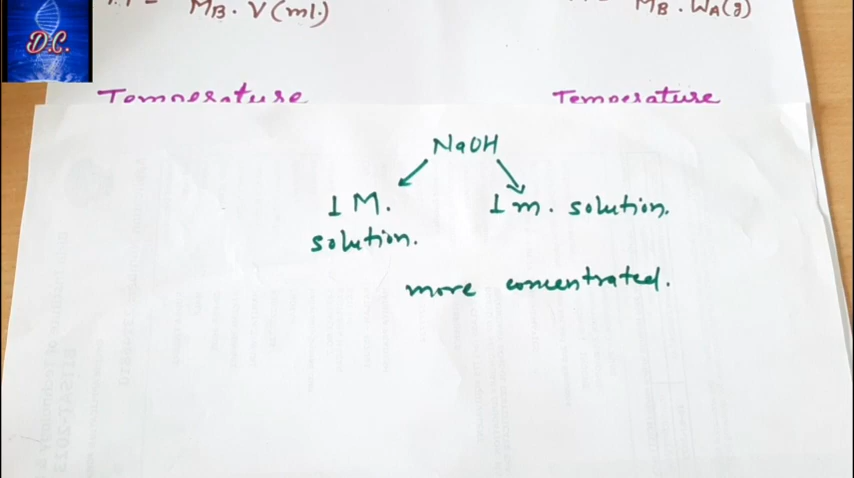 D.C.
MB . V (ml.)
MB . WA (g)
Temperature
Temperature
NaOH
1 M.
solution.
1 m. solution.
more concentrated.